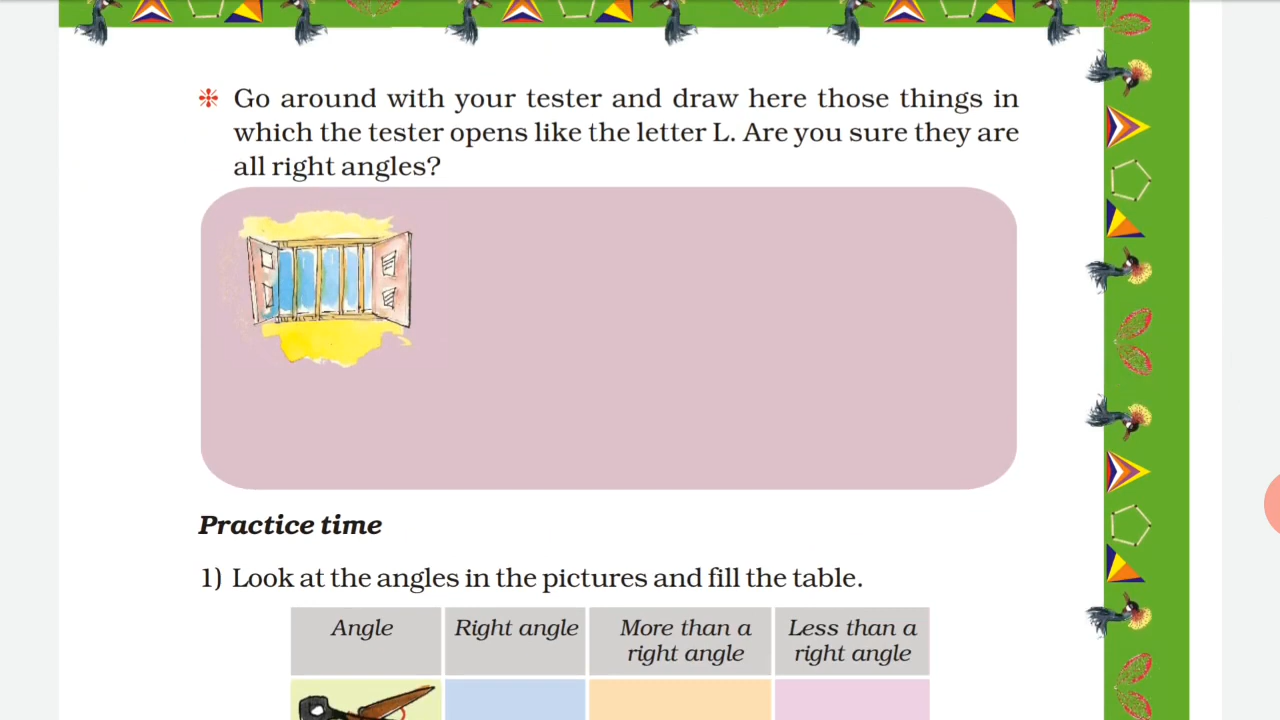 ❉ Go around with your tester and draw here those things in
which the tester opens like the letter L. Are you sure they are
all right angles?
Practice time
1) Look at the angles in the pictures and fill the table.
Angle Right angle More than a right angle Less than a right angle